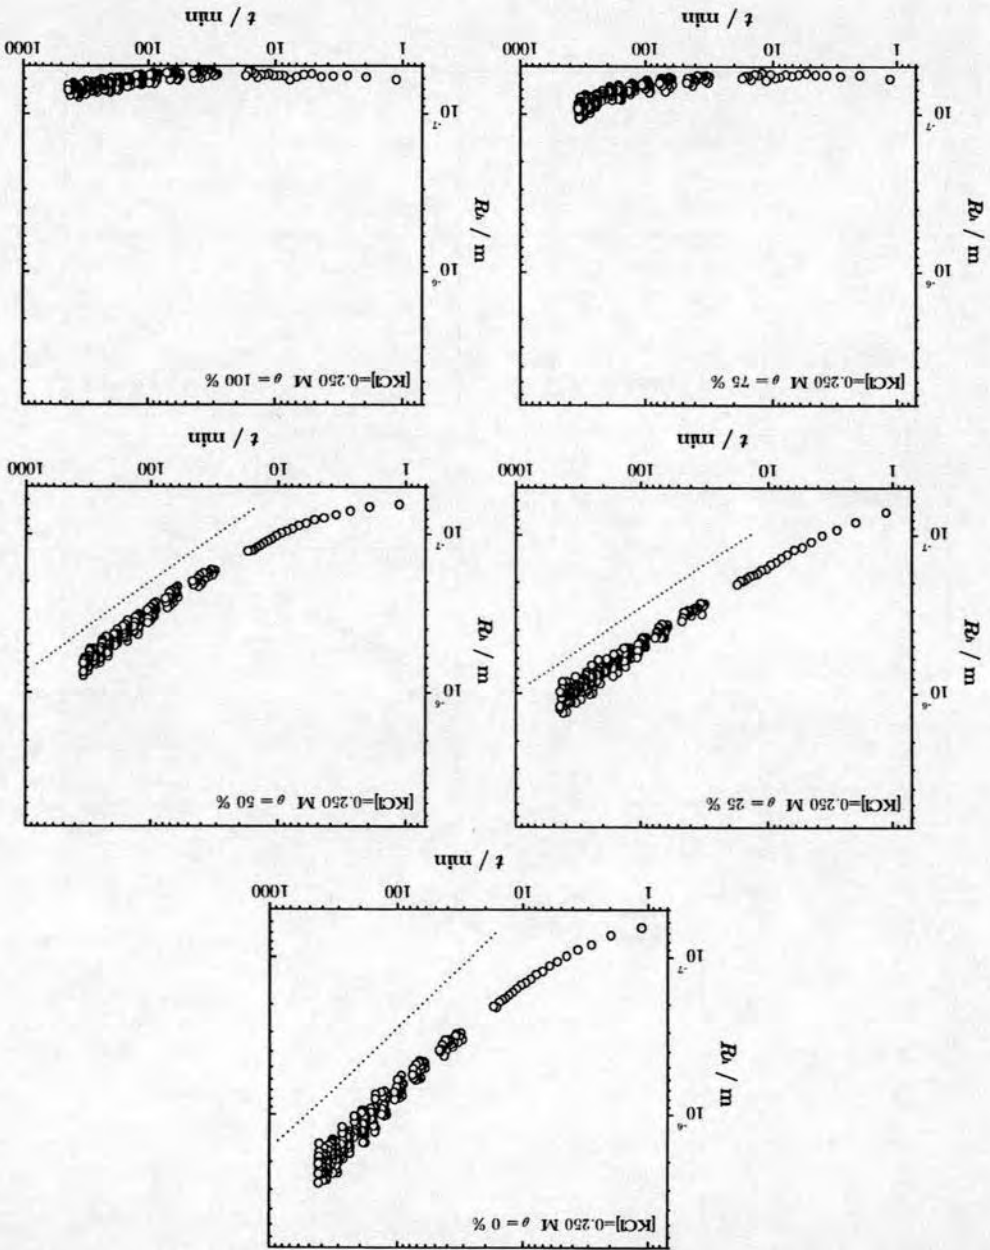 [KCl]=0.250 M θ = 0 %
10⁻⁶
Rₕ / m
10⁻⁷
1 10 100 1000
t / min
[KCl]=0.250 M θ = 25 %
10⁻⁶
Rₕ / m
10⁻⁷
1 10 100 1000
t / min
[KCl]=0.250 M θ = 50 %
10⁻⁶
Rₕ / m
10⁻⁷
1 10 100 1000
t / min
[KCl]=0.250 M θ = 75 %
10⁻⁶
Rₕ / m
10⁻⁷
1 10 100 1000
t / min
[KCl]=0.250 M θ = 100 %
10⁻⁶
Rₕ / m
10⁻⁷
1 10 100 1000
t / min